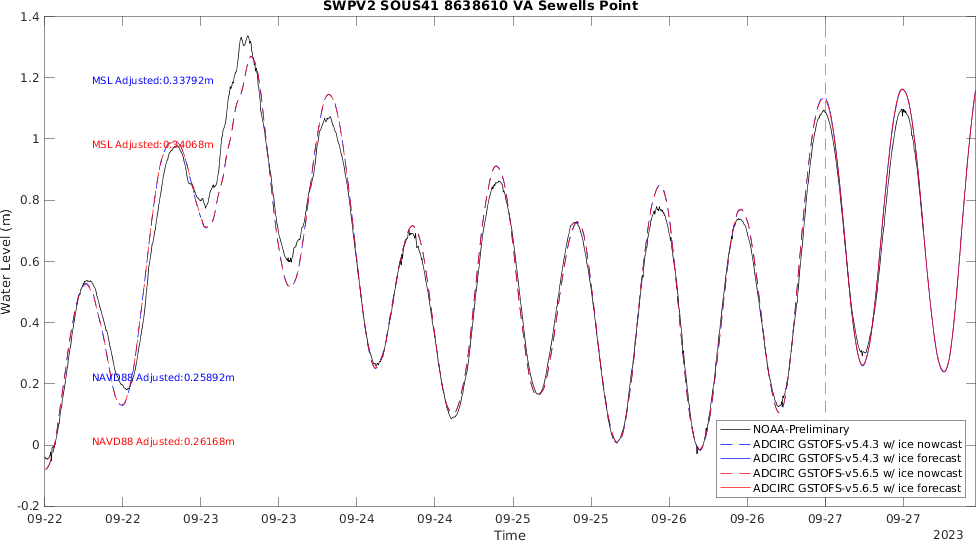 SWPV2 SOUS41 8638610 VA Sewells Point
1.4
1.2
1
0.8
0.6
0.4
0.2
0
-0.2
Water Level (m)
MSL Adjusted:0.33792m
MSL Adjusted:0.34068m
NAVD88 Adjusted:0.25892m
NAVD88 Adjusted:0.26168m
NOAA-Preliminary
ADCIRC GSTOFS-v5.4.3 w/ ice nowcast
ADCIRC GSTOFS-v5.4.3 w/ ice forecast
ADCIRC GSTOFS-v5.6.5 w/ ice nowcast
ADCIRC GSTOFS-v5.6.5 w/ ice forecast
09-22 09-22 09-23 09-23 09-24 09-24 09-25 09-25 09-26 09-26 09-27 09-27
Time
2023